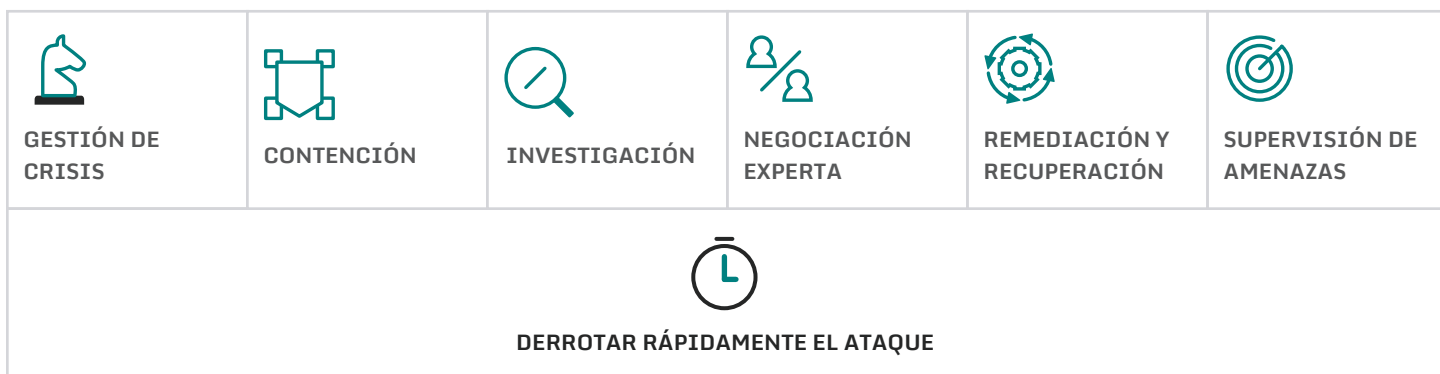 GESTIÓN DE
CRISIS
CONTENCIÓN
INVESTIGACIÓN
NEGOCIACIÓN
EXPERTA
REMEDIACIÓN Y
RECUPERACIÓN
SUPERVISIÓN DE
AMENAZAS
DERROTAR RÁPIDAMENTE EL ATAQUE